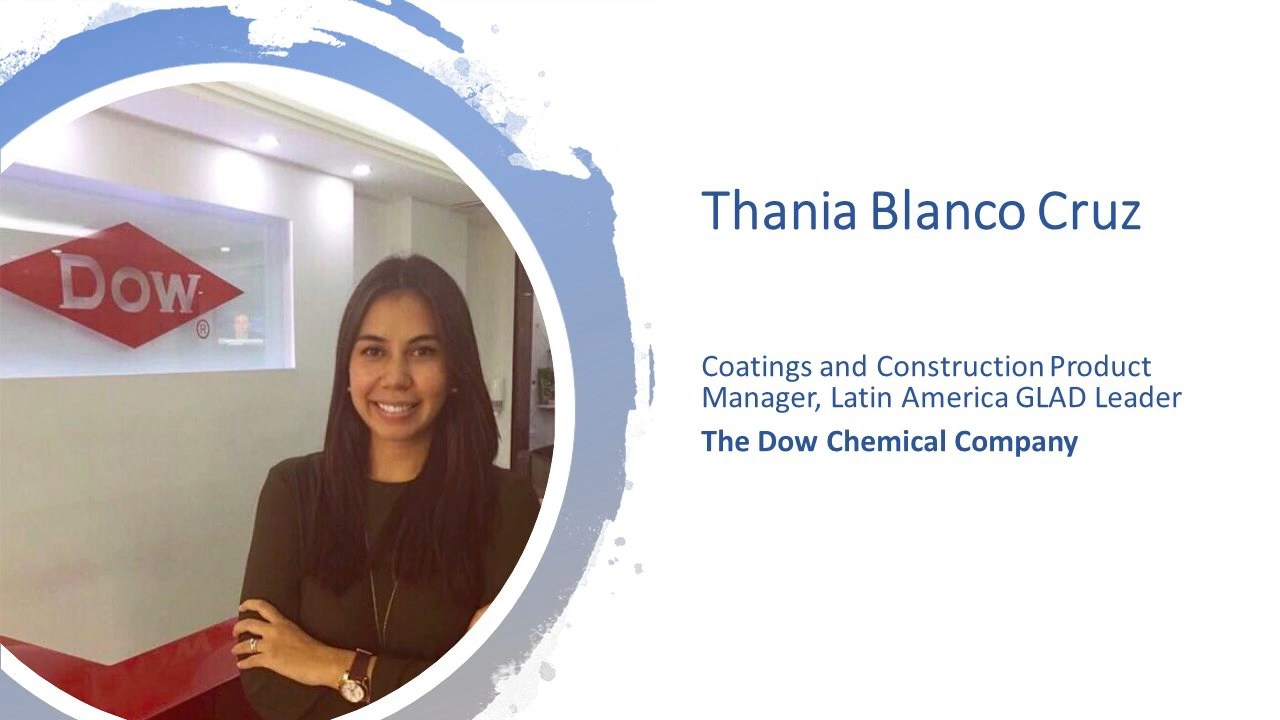 DOW
®
Thania Blanco Cruz
Coatings and Construction Product
Manager, Latin America GLAD Leader
The Dow Chemical Company